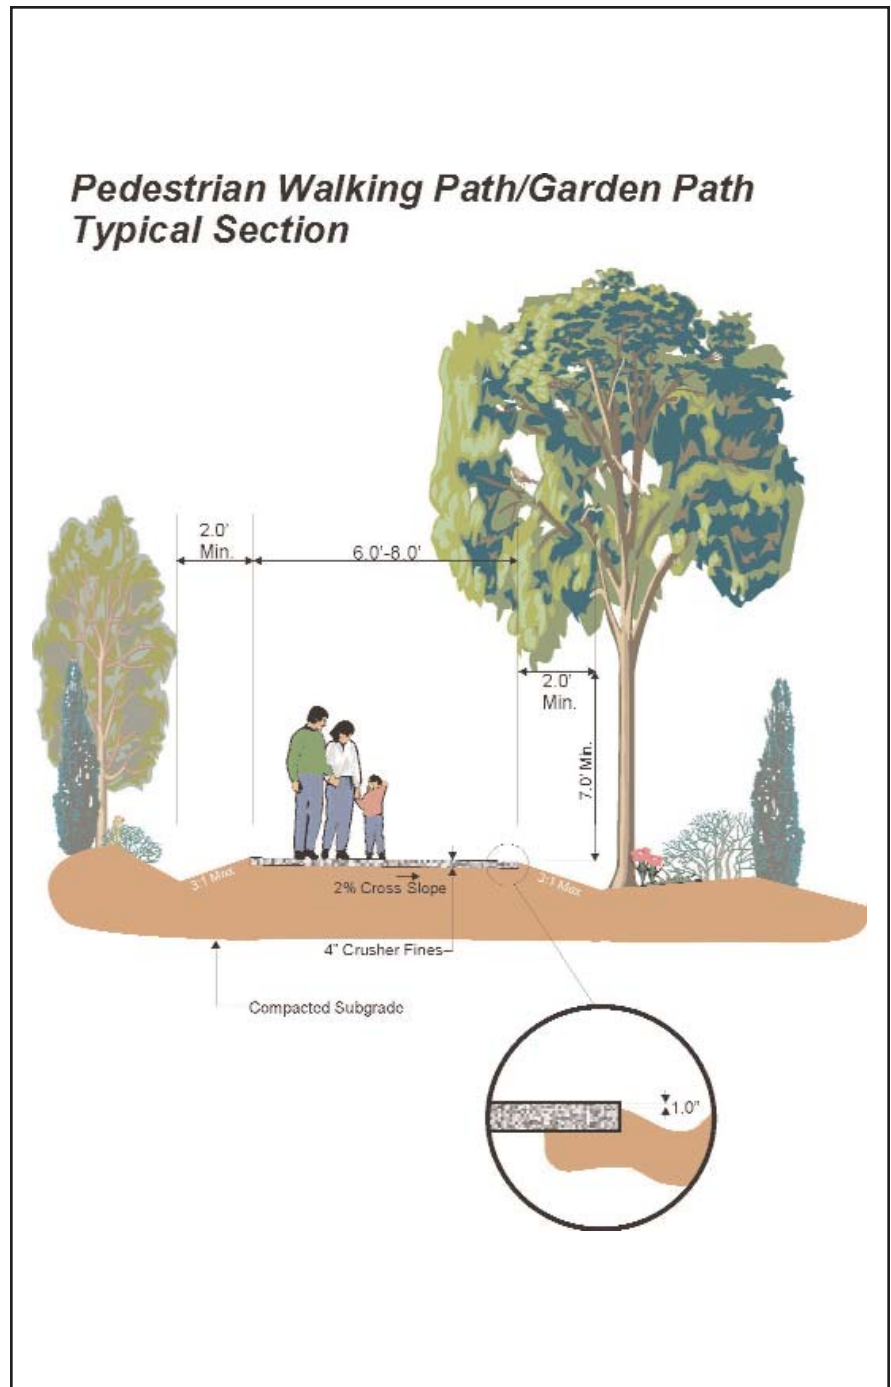 Pedestrian Walking Path/Garden Path
Typical Section
2.0'
Min.
6.0'-8.0'
2.0'
Min.
7.0' Min.
3:1 Max
2% Cross Slope
3:1 Max
4" Crusher Fines
Compacted Subgrade
1.0"